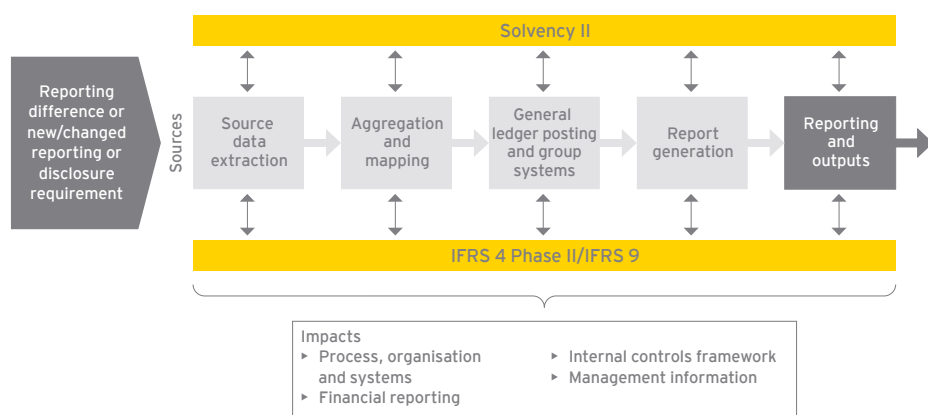 Solvency II
Reporting
difference or
new/changed
reporting or
disclosure
requirement
Sources
Source
data
extraction
Aggregation
and
mapping
General
ledger posting
and group
systems
Report
generation
Reporting
and
outputs
IFRS 4 Phase II/IFRS 9
Impacts
▸ Process, organisation
and systems
▸ Financial reporting
▸ Internal controls framework
▸ Management information